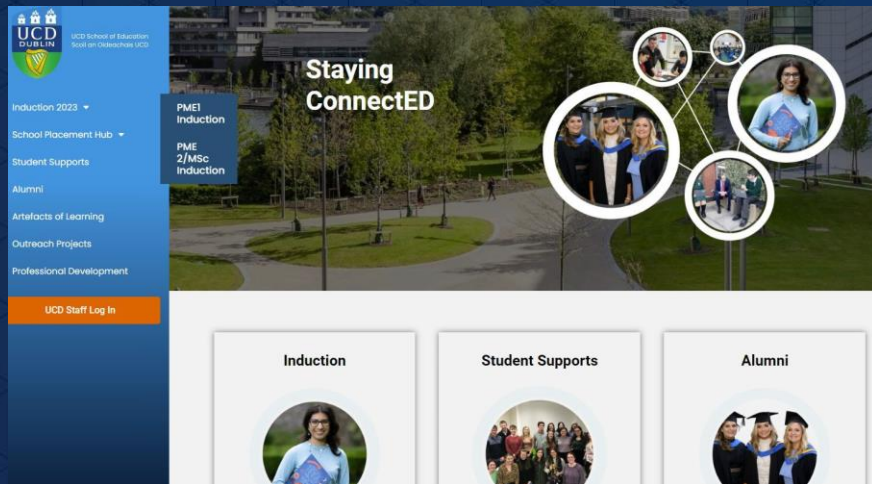 UCD
DUBLIN
UCD School of Education
Scoil an Oideachais UCD
Induction 2023
School Placement Hub
Student Supports
Alumni
Artefacts of Learning
Outreach Projects
Professional Development
UCD Staff Log In
PME1
Induction
PME
2/MSc
Induction
Staying
ConnectED
Induction
Student Supports
Alumni